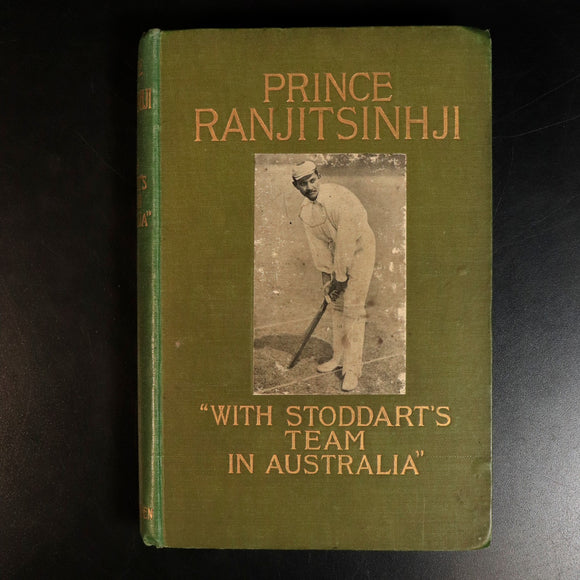 PRINCE
RANJITSINHJI
"WITH STODDART'S
TEAM
IN AUSTRALIA"